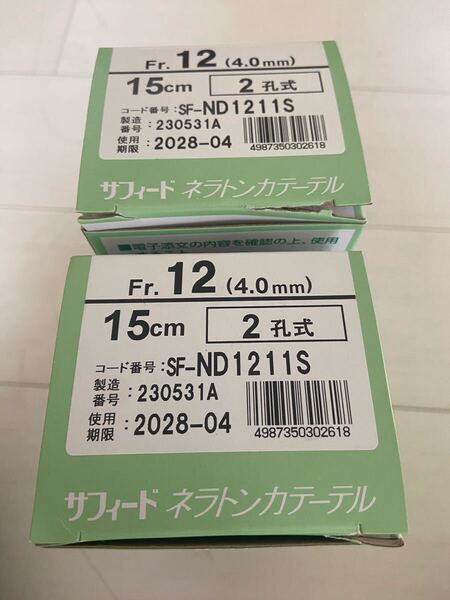 Fr. 12 (4.0mm)
15cm 2孔式
コード番号: SF-ND1211S
製造番号: 230531A
使用期限: 2028-04
4987350302618
サフィード ネラトンカテーテル
■電子添文の内容を確認の上、使用
Fr. 12 (4.0mm)
15cm 2孔式
コード番号: SF-ND1211S
製造番号: 230531A
使用期限: 2028-04
4987350302618
サフィード ネラトンカテーテル